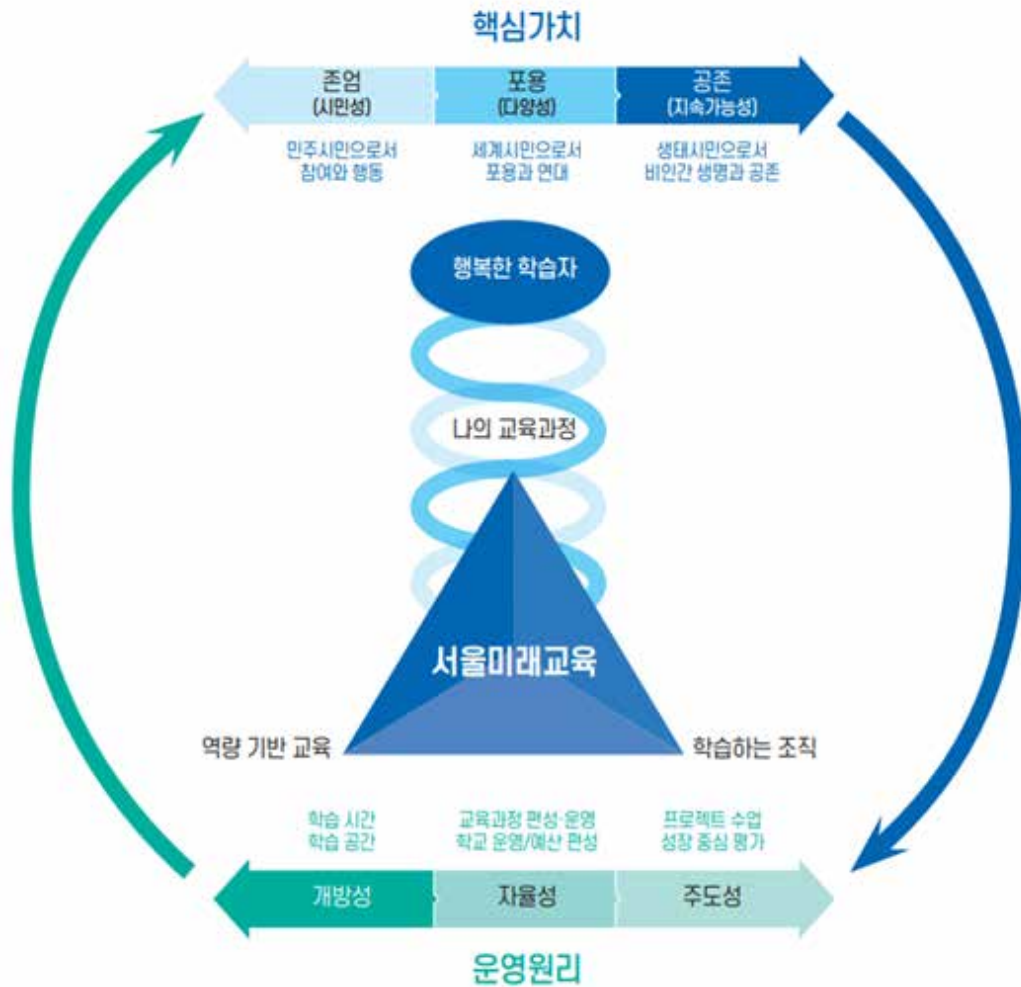 핵심가치
존엄
(시민성)
포용
(다양성)
공존
(지속가능성)
민주시민으로서
참여와 행동
세계시민으로서
포용과 연대
생태시민으로서
비인간 생명과 공존
행복한 학습자
나의 교육과정
서울미래교육
역량 기반 교육
학습하는 조직
학습 시간
학습 공간
교육과정 편성·운영
학교 운영/예산 편성
프로젝트 수업
성장 중심 평가
개방성
자율성
주도성
운영원리